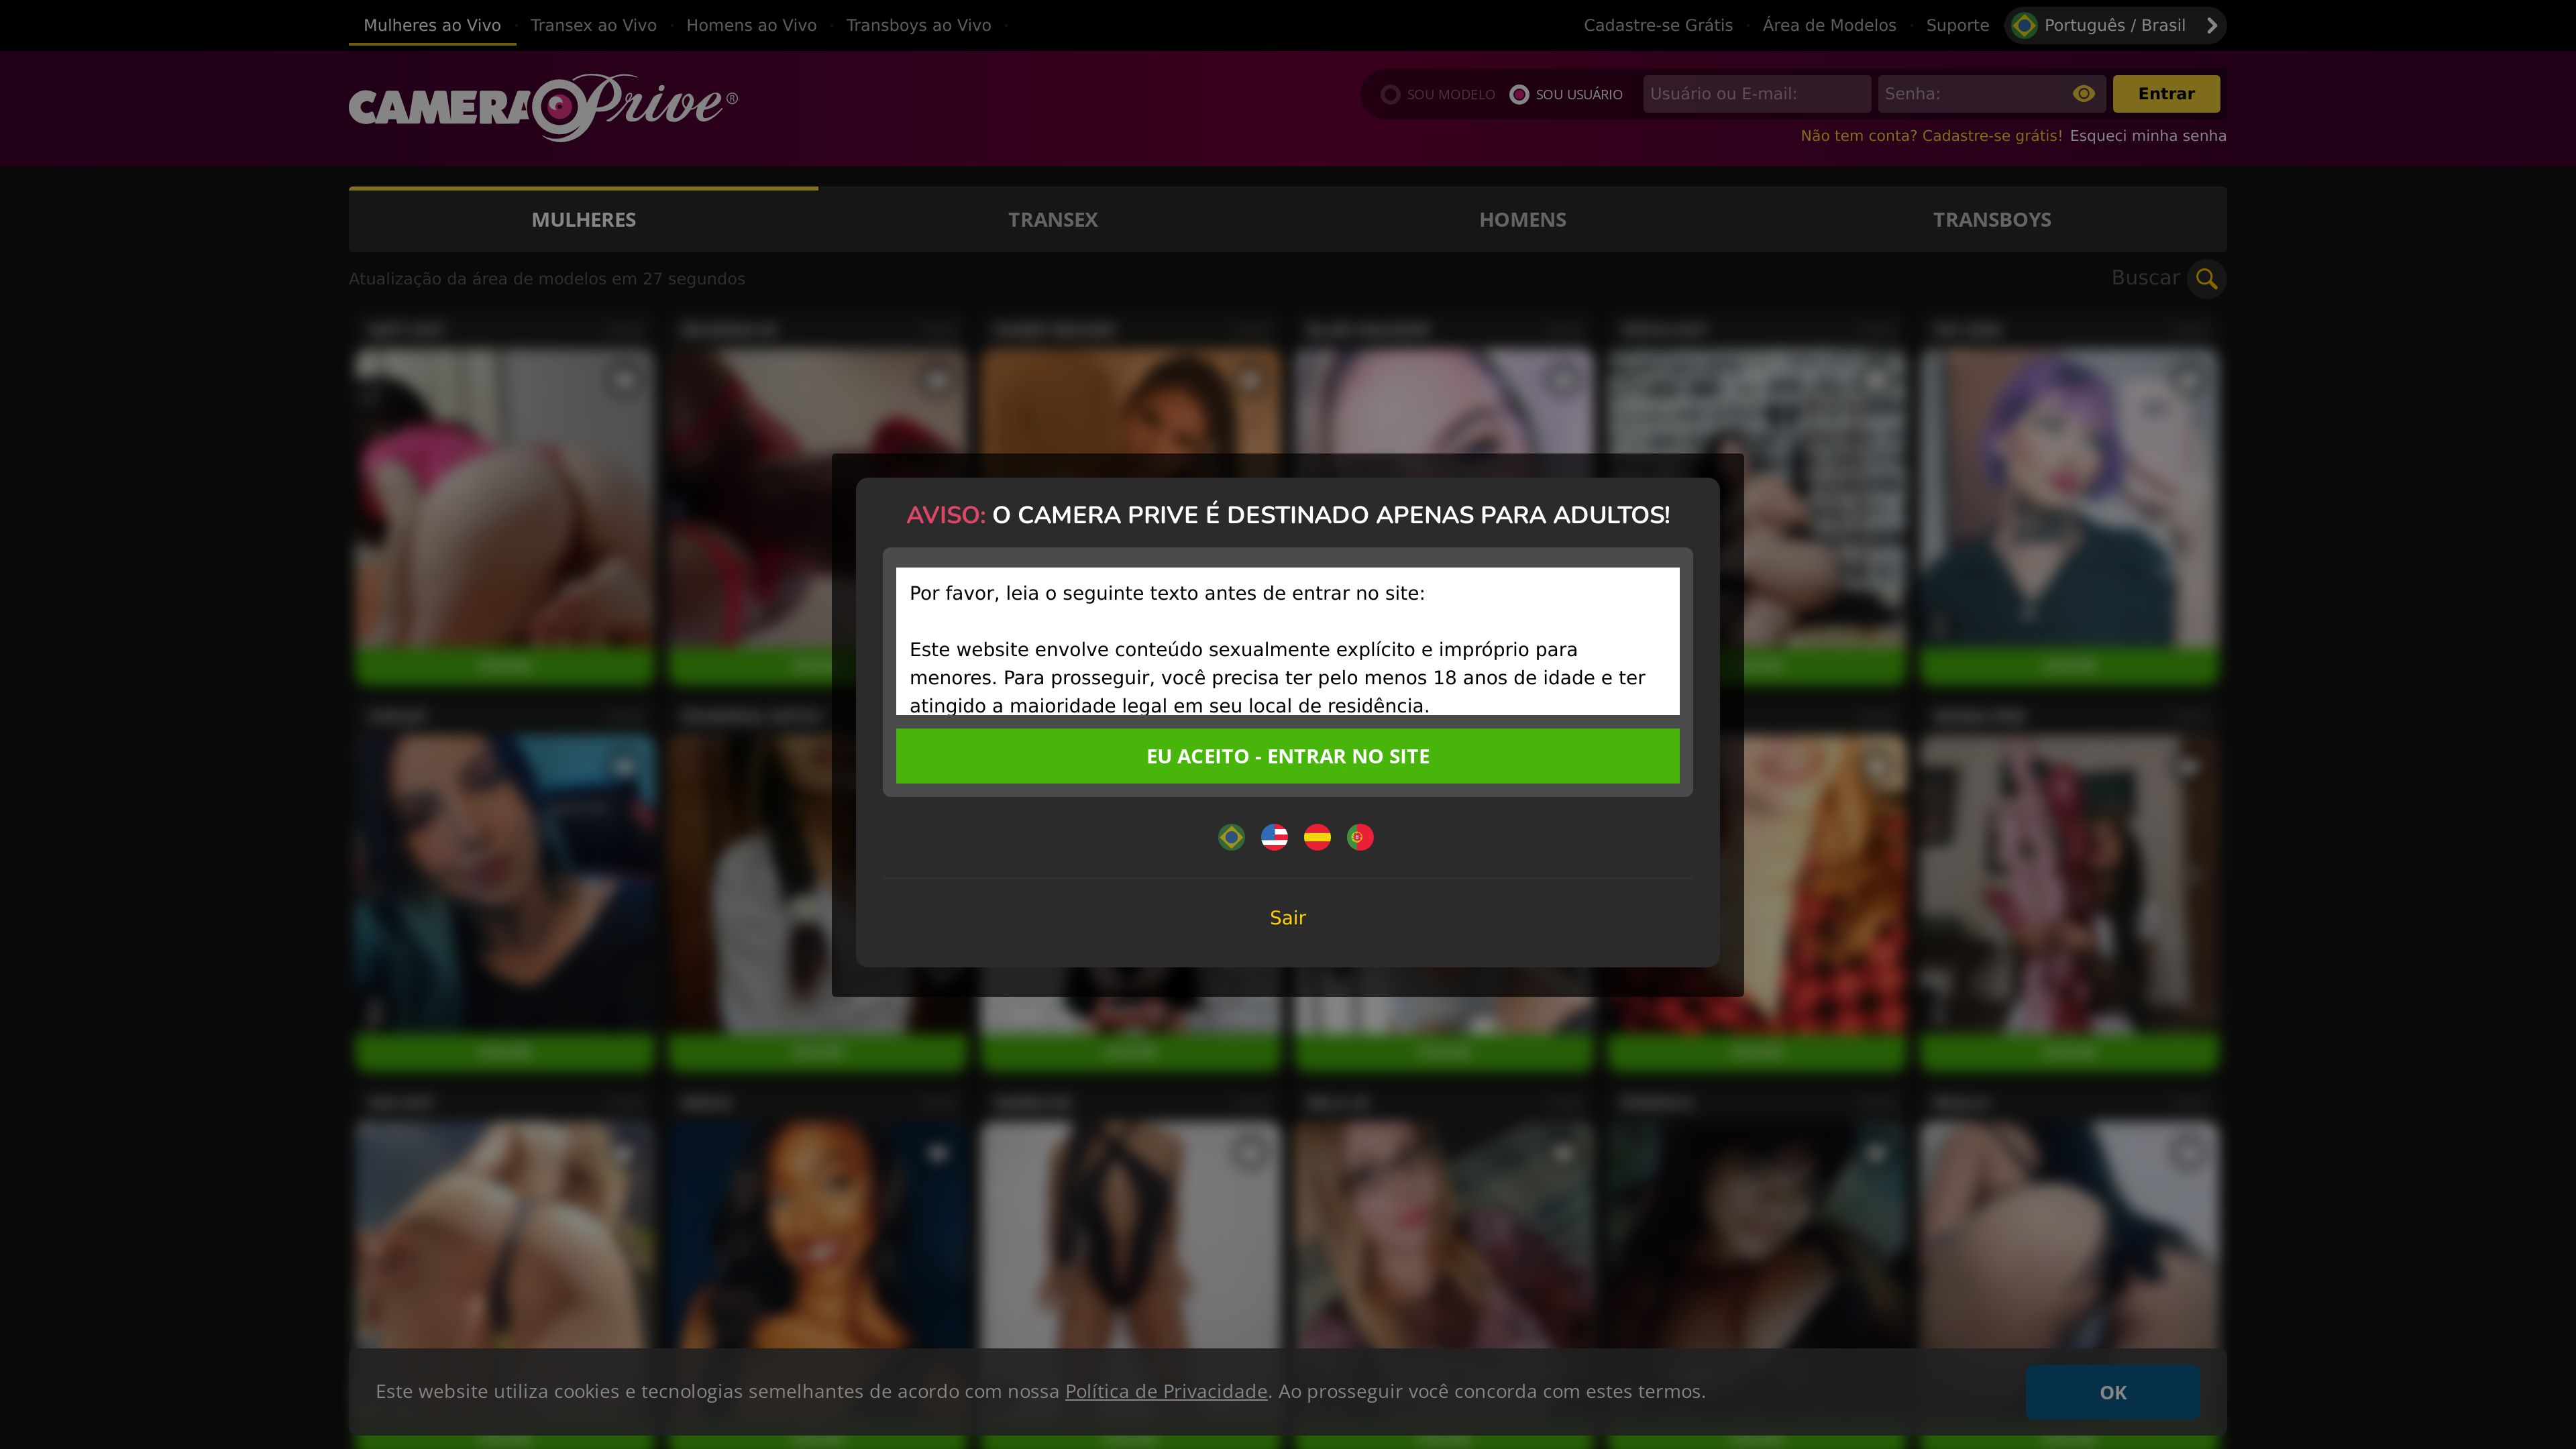 Mulheres ao Vivo
Transex ao Vivo
Homens ao Vivo
Transboys ao Vivo
Cadastre-se Grátis
Área de Modelos
Suporte
Português / Brasil
CAMERA Prive ®
SOU MODELO
SOU USUÁRIO
Usuário ou E-mail:
Senha:
Entrar
Não tem conta? Cadastre-se grátis! Esqueci minha senha
MULHERES
TRANSEX
HOMENS
TRANSBOYS
Atualização da área de modelos em 27 segundos
Buscar
AVISO: O CAMERA PRIVE É DESTINADO APENAS PARA ADULTOS!
Por favor, leia o seguinte texto antes de entrar no site:
Este website envolve conteúdo sexualmente explícito e impróprio para
menores. Para prosseguir, você precisa ter pelo menos 18 anos de idade e ter
atingido a maioridade legal em seu local de residência.
EU ACEITO - ENTRAR NO SITE
Sair
Este website utiliza cookies e tecnologias semelhantes de acordo com nossa Política de Privacidade. Ao prosseguir você concorda com estes termos.
OK